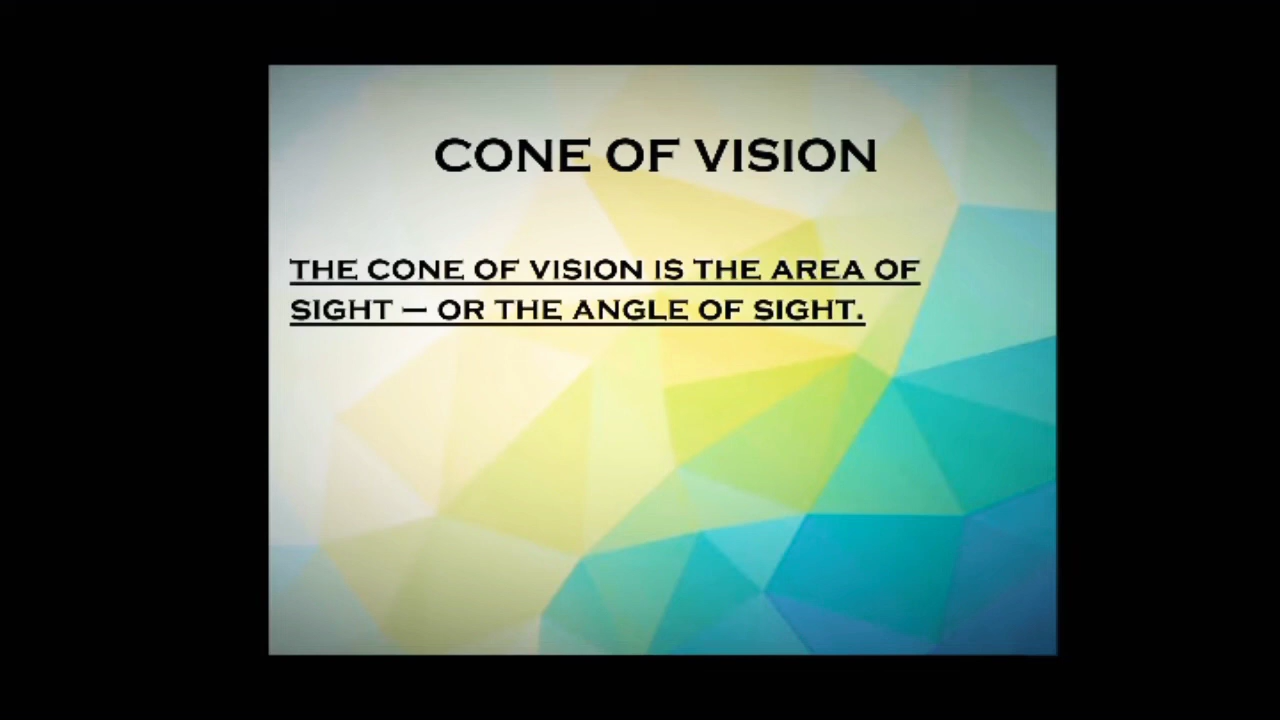 CONE OF VISION
THE CONE OF VISION IS THE AREA OF
SIGHT – OR THE ANGLE OF SIGHT.